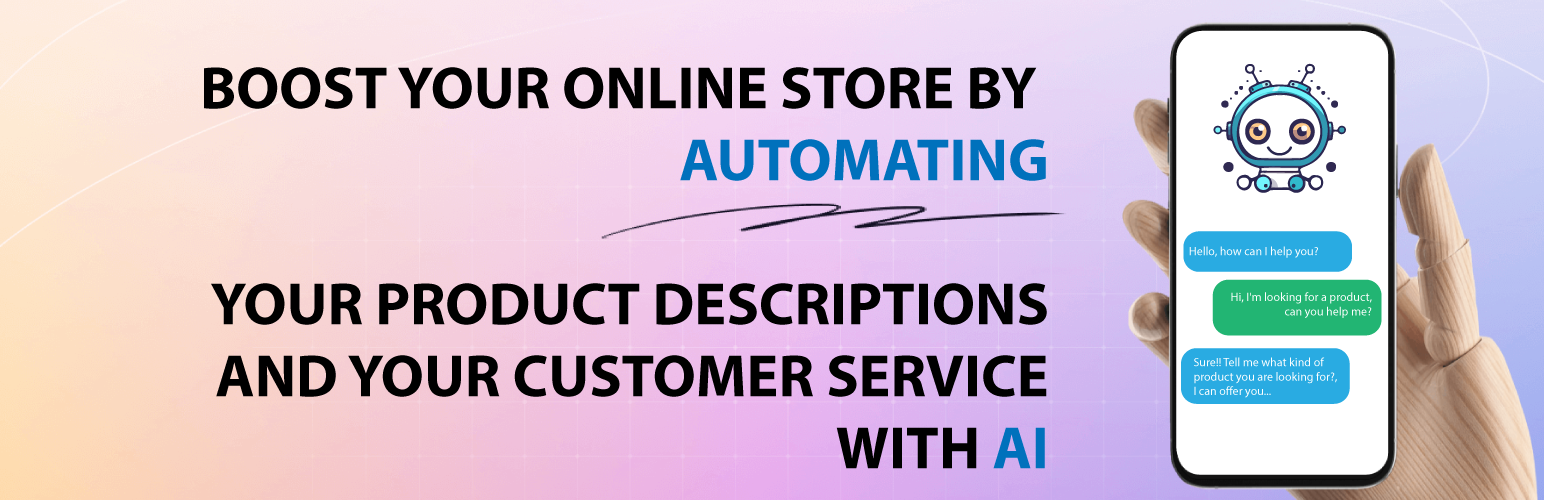 BOOST YOUR ONLINE STORE BY
AUTOMATING
YOUR PRODUCT DESCRIPTIONS
AND YOUR CUSTOMER SERVICE
WITH AI
Hello, how can I help you?
Hi, I'm looking for a product,
can you help me?
Sure!! Tell me what kind of
product you are looking for?,
I can offer you...